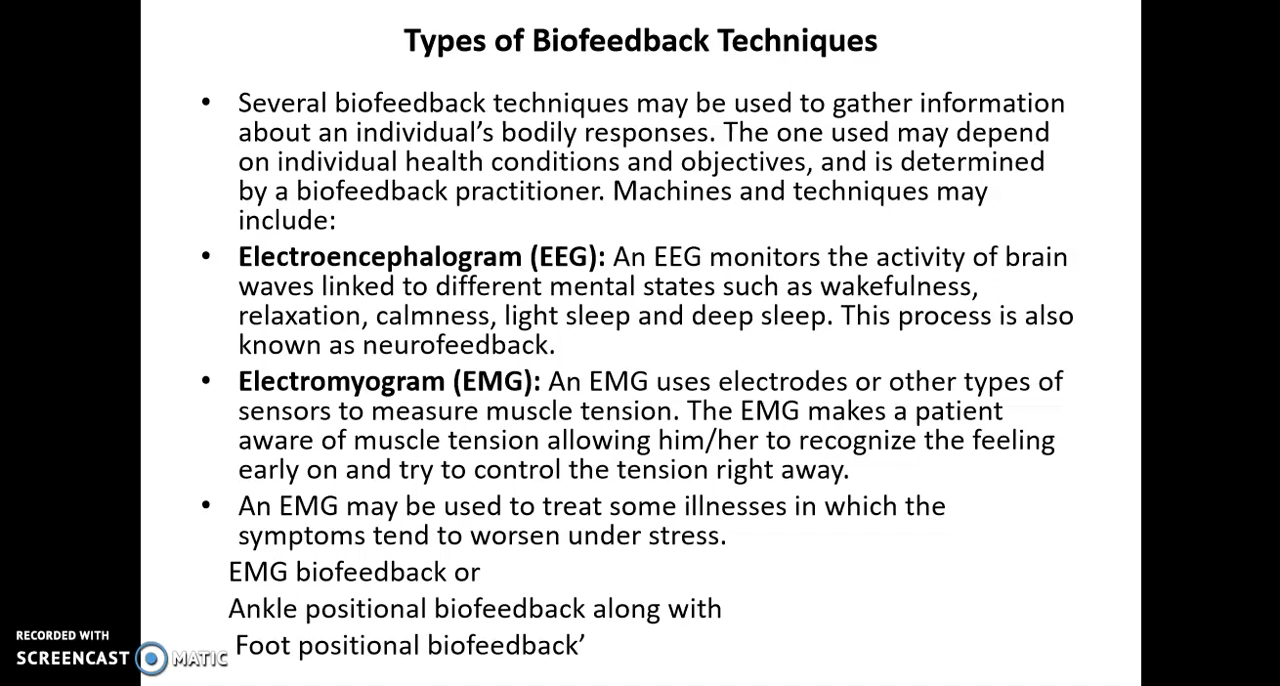 Types of Biofeedback Techniques
• Several biofeedback techniques may be used to gather information
about an individual’s bodily responses. The one used may depend
on individual health conditions and objectives, and is determined
by a biofeedback practitioner. Machines and techniques may
include:
• Electroencephalogram (EEG): An EEG monitors the activity of brain
waves linked to different mental states such as wakefulness,
relaxation, calmness, light sleep and deep sleep. This process is also
known as neurofeedback.
• Electromyogram (EMG): An EMG uses electrodes or other types of
sensors to measure muscle tension. The EMG makes a patient
aware of muscle tension allowing him/her to recognize the feeling
early on and try to control the tension right away.
• An EMG may be used to treat some illnesses in which the
symptoms tend to worsen under stress.
EMG biofeedback or
Ankle positional biofeedback along with
Foot positional biofeedback’
RECORDED WITH
SCREENCAST MATIC